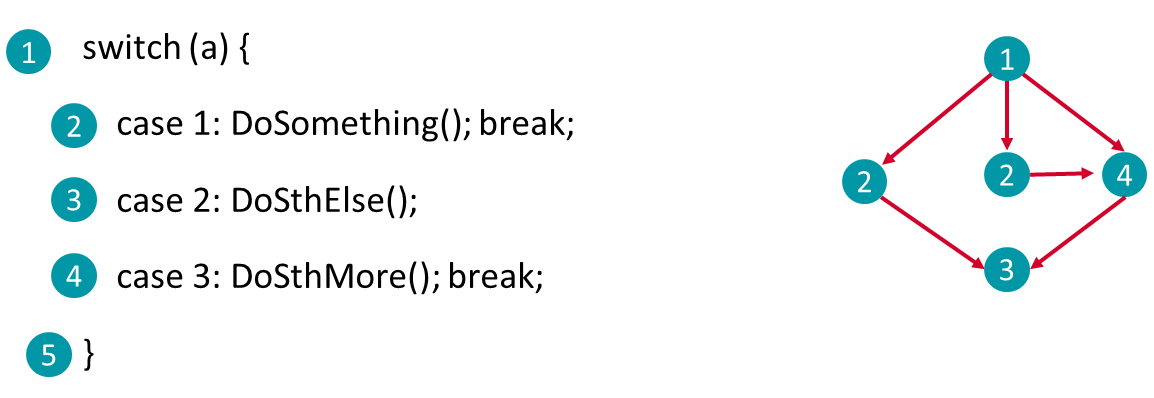 1 switch (a) {
2 case 1: DoSomething(); break;
3 case 2: DoSthElse();
4 case 3: DoSthMore(); break;
5 }
1
2 2 4
3